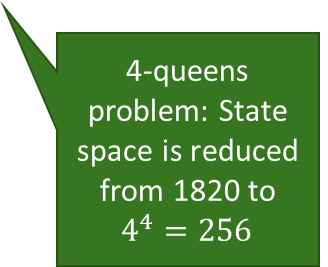 4-queens
problem: State
space is reduced
from 1820 to
4⁴ = 256